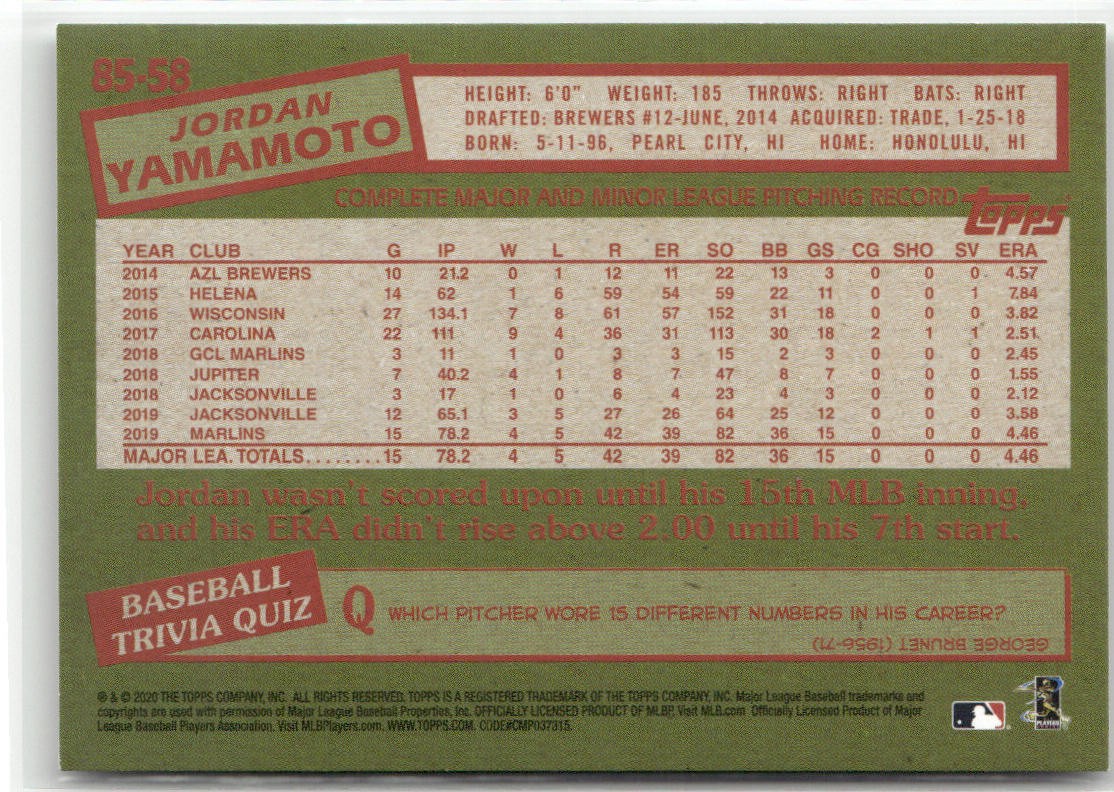 85-58
JORDAN
YAMAMOTO
HEIGHT: 6'0" WEIGHT: 185 THROWS: RIGHT BATS: RIGHT
DRAFTED: BREWERS #12-JUNE, 2014 ACQUIRED: TRADE, 1-25-18
BORN: 5-11-96, PEARL CITY, HI HOME: HONOLULU, HI
COMPLETE MAJOR AND MINOR LEAGUE PITCHING RECORD
topps
YEAR CLUB G IP W L R ER SO BB GS CG SHO SV ERA
2014 AZL BREWERS 10 21.2 0 1 12 11 22 13 3 0 0 0 4.57
2015 HELENA 14 62 1 6 59 54 59 22 11 0 0 1 7.84
2016 WISCONSIN 27 134.1 7 8 61 57 152 31 18 0 0 0 3.82
2017 CAROLINA 22 111 9 4 36 31 113 30 18 2 1 1 2.51
2018 GCL MARLINS 3 11 1 0 3 3 15 2 3 0 0 0 2.45
2018 JUPITER 7 40.2 4 1 8 7 47 8 7 0 0 0 1.55
2018 JACKSONVILLE 3 17 1 0 6 4 23 4 3 0 0 0 2.12
2019 JACKSONVILLE 12 65.1 3 5 27 26 64 25 12 0 0 0 3.58
2019 MARLINS 15 78.2 4 5 42 39 82 36 15 0 0 0 4.46
MAJOR LEA. TOTALS........15 78.2 4 5 42 39 82 36 15 0 0 0 4.46
Jordan wasn't scored upon until his 15th MLB inning,
and his ERA didn't rise above 2.00 until his 7th start.
BASEBALL
TRIVIA QUIZ
Q WHICH PITCHER WORE 15 DIFFERENT NUMBERS IN HIS CAREER?
GEORGE BRUNET (1956-71)
® & © 2020 THE TOPPS COMPANY, INC. ALL RIGHTS RESERVED. TOPPS IS A REGISTERED TRADEMARK OF THE TOPPS COMPANY, INC. Major League Baseball trademarks and
copyrights are used with permission of Major League Baseball Properties, Inc. OFFICIALLY LICENSED PRODUCT OF MLBP, Visit MLB.com Officially Licensed Product of Major
League Baseball Players Association. Visit MLBPlayers.com. WWW.TOPPS.COM. CODE#CMP037315.
PLAYERS